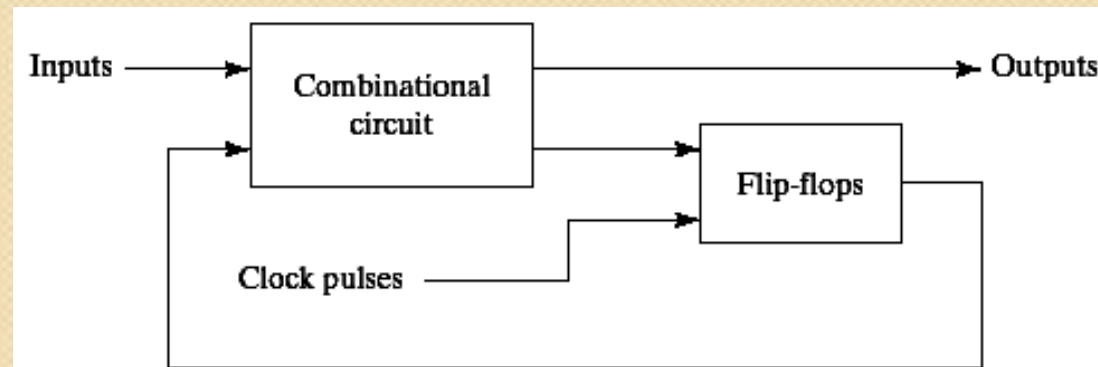 Inputs
Combinational
circuit
Outputs
Flip-flops
Clock pulses